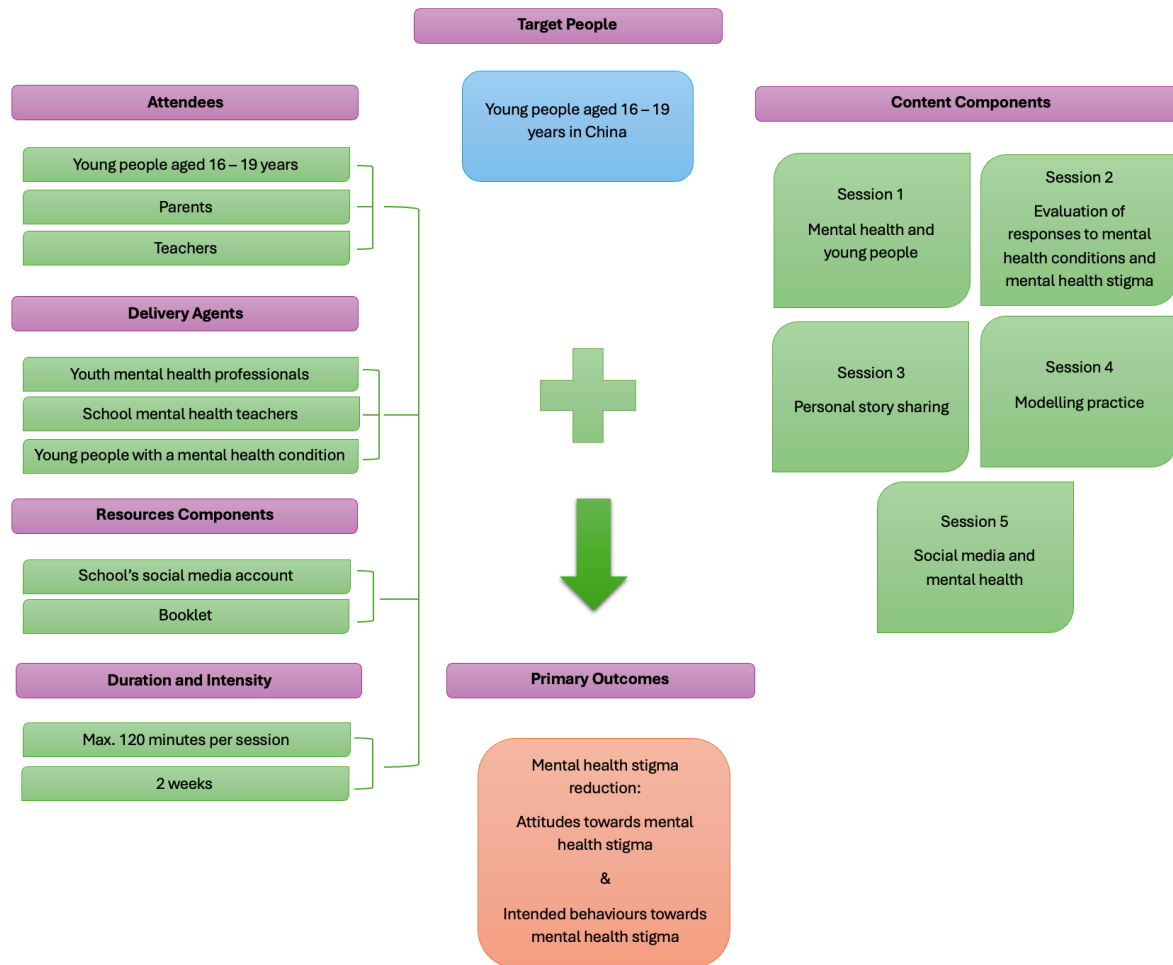 Target People
Young people aged 16 – 19
years in China
Attendees
Young people aged 16 – 19 years
Parents
Teachers
Delivery Agents
Youth mental health professionals
School mental health teachers
Young people with a mental health condition
Resources Components
School’s social media account
Booklet
Duration and Intensity
Max. 120 minutes per session
2 weeks
Content Components
Session 1
Mental health and
young people
Session 2
Evaluation of
responses to mental
health conditions and
mental health stigma
Session 3
Personal story sharing
Session 4
Modelling practice
Session 5
Social media and
mental health
Primary Outcomes
Mental health stigma
reduction:
Attitudes towards mental
health stigma
&
Intended behaviours towards
mental health stigma